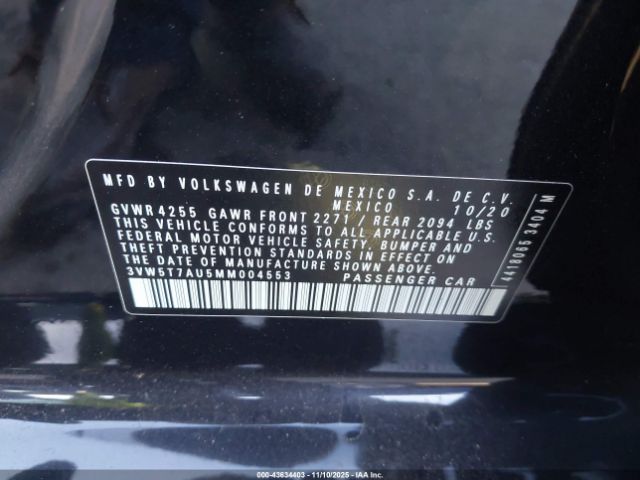 MFD BY VOLKSWAGEN DE MEXICO S.A. DE C.V.
MEXICO 10/20
GVWR 4255 GAWR FRONT 2271 / REAR 2094 LBS
THIS VEHICLE CONFORMS TO ALL APPLICABLE U.S.
FEDERAL MOTOR VEHICLE SAFETY, BUMPER AND
THEFT PREVENTION STANDARDS IN EFFECT ON THE
DATE OF MANUFACTURE SHOWN ABOVE.
3VW5T7AU5MM004553 PASSENGER CAR
4418065 3404 M
000-43634403 - 11/10/2025 - IAA Inc.